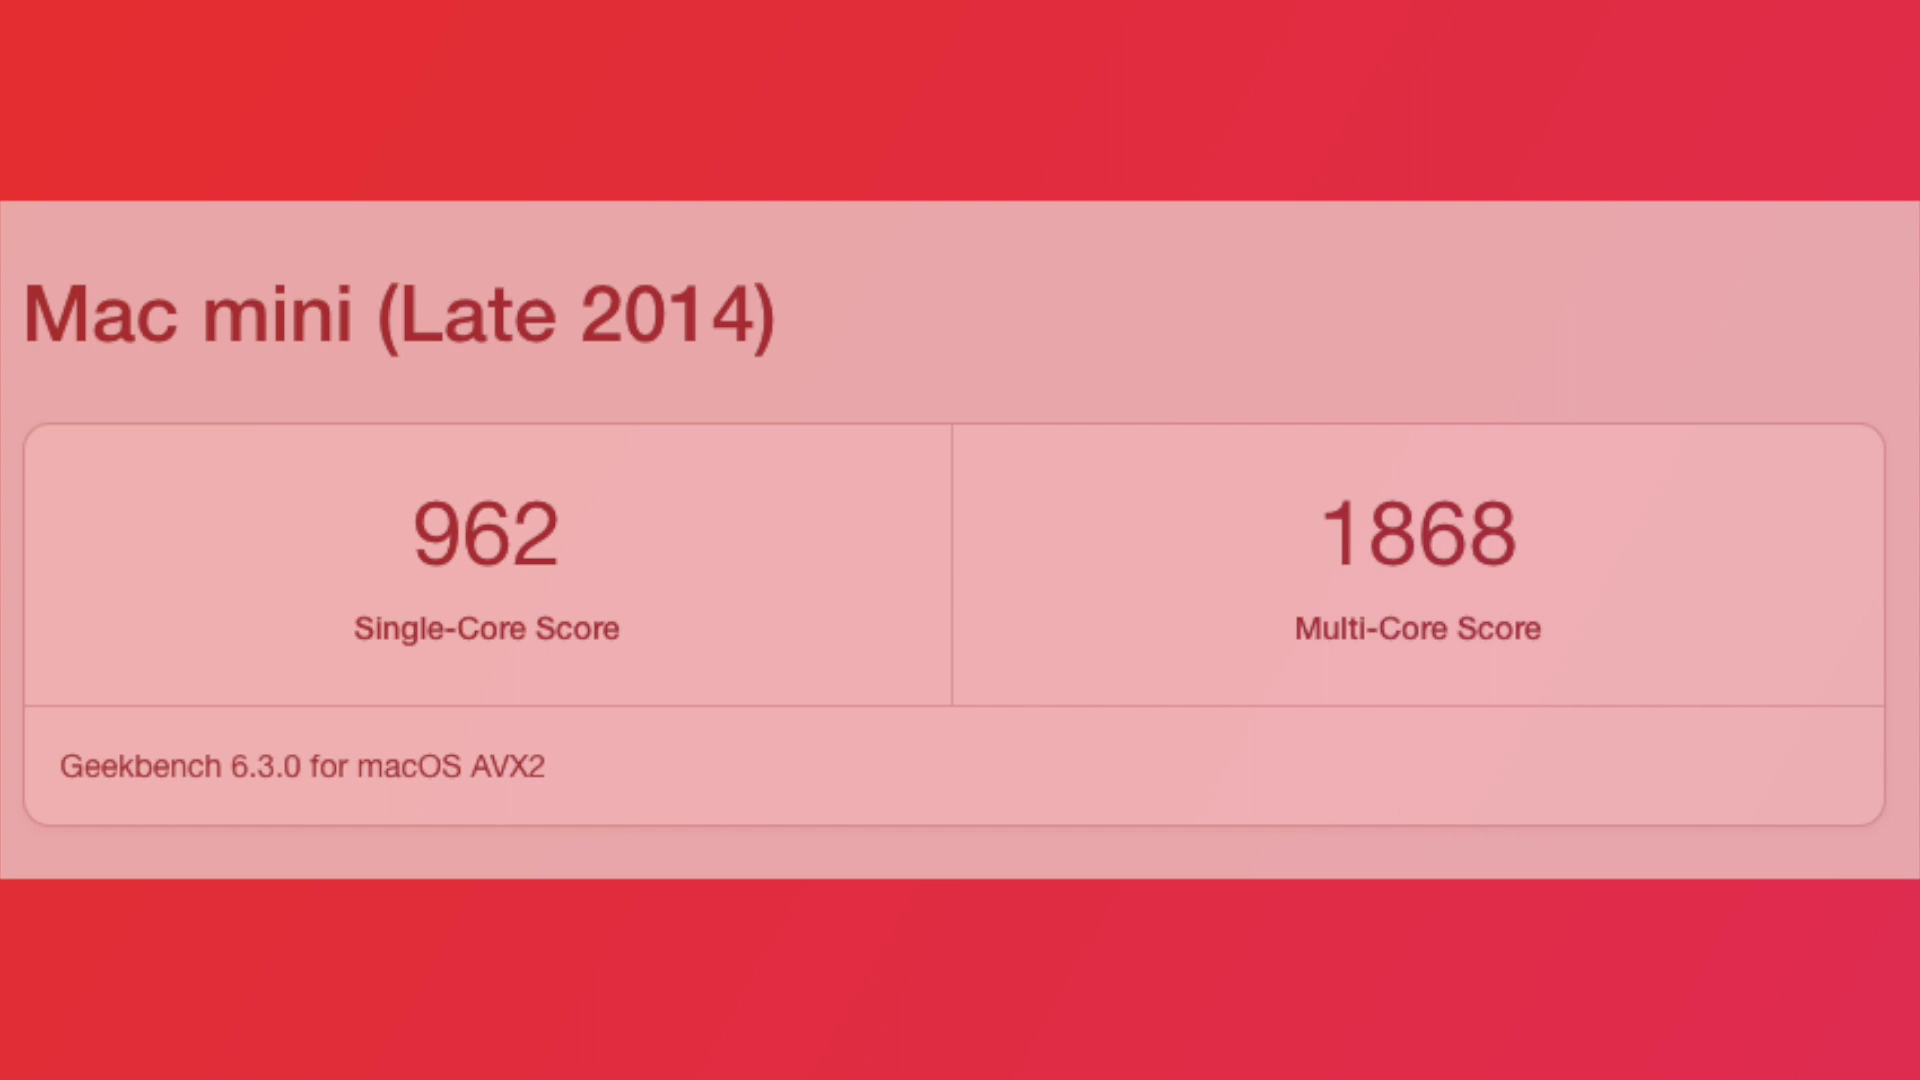 Mac mini (Late 2014)
962
Single-Core Score
1868
Multi-Core Score
Geekbench 6.3.0 for macOS AVX2